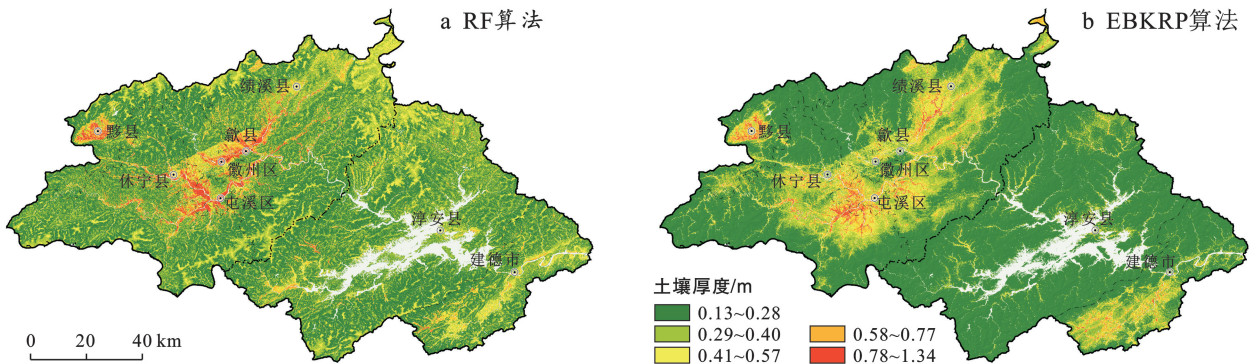 a RF算法
绩溪县
黟县
歙县
徽州区
休宁县
屯溪区
淳安县
建德市
0 20 40 km
b EBKRP算法
绩溪县
黟县
歙县
徽州区
休宁县
屯溪区
淳安县
建德市
土壤厚度/m
0.13~0.28
0.29~0.40
0.41~0.57
0.58~0.77
0.78~1.34